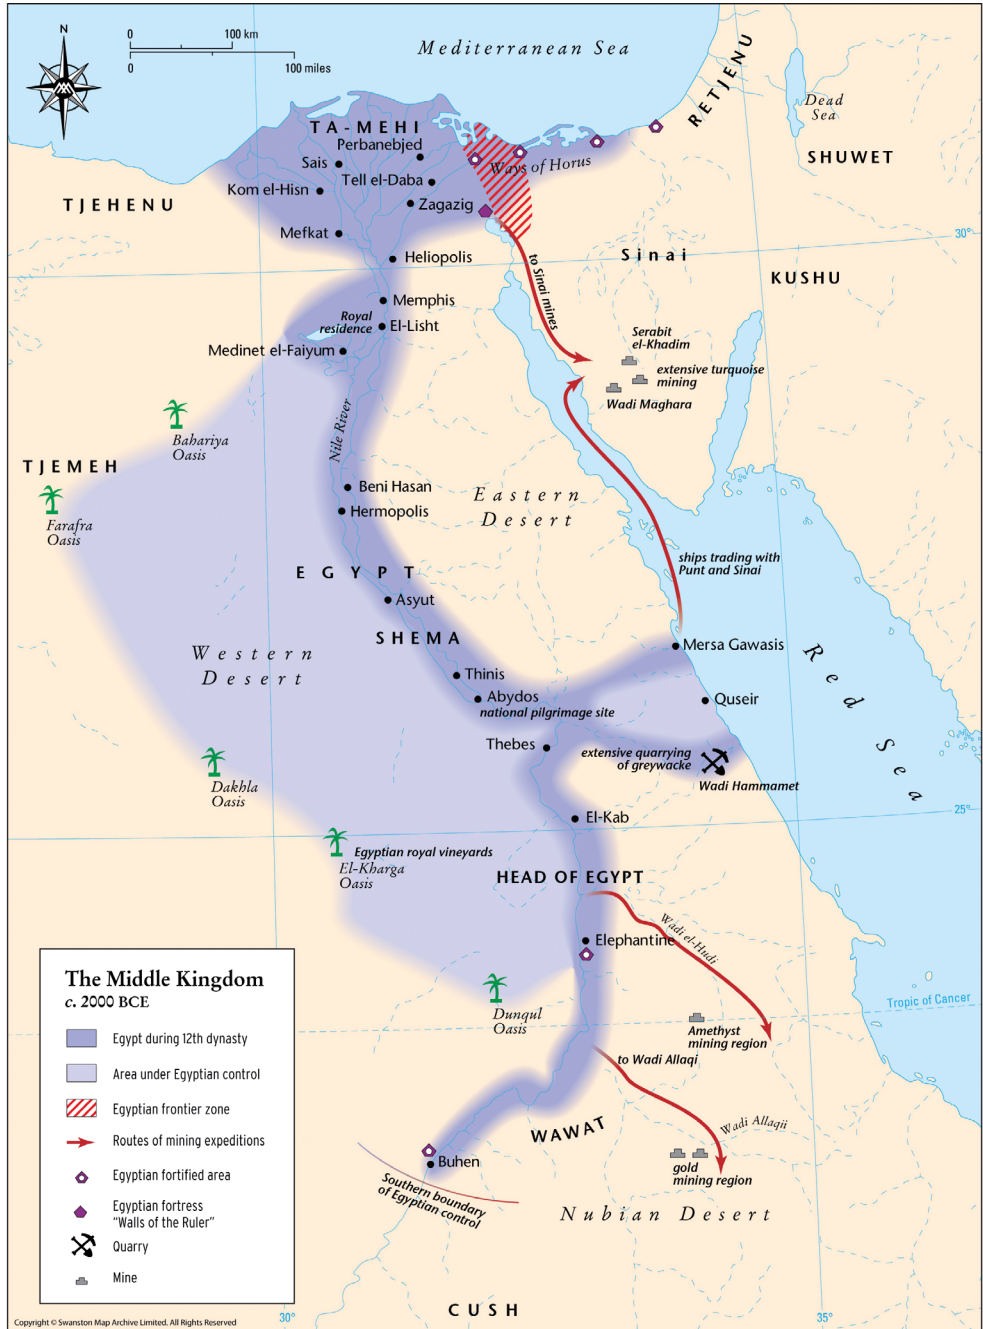 N
0
100 km
0
100 miles
Mediterranean Sea
RETJENU
Dead
Sea
SHUWET
TA-MEHI
Perbanebjed
Sais
Tell el-Daba
Kom el-Hisn
Zagazig
Ways of Horus
TJEHENU
Mefkat
Heliopolis
30°
Sinai
KUSHU
to Sinai mines
Memphis
Royal
residence
El-Lisht
Medinet el-Faiyum
Serabit
el-Khadim
extensive turquoise
mining
Wadi Maghara
Nile River
Bahariya
Oasis
TJEMEH
Farafra
Oasis
Beni Hasan
Hermopolis
Eastern
Desert
ships trading with
Punt and Sinai
EGYPT
Asyut
SHEMA
Western
Desert
Mersa Gawasis
Red Sea
Thinis
Abydos
national pilgrimage site
Quseir
Thebes
extensive quarrying
of greywacke
Wadi Hammamet
Dakhla
Oasis
El-Kab
25°
Egyptian royal vineyards
El-Kharga
Oasis
HEAD OF EGYPT
Wadi el-Hudi
Elephantine
Dunqul
Oasis
Tropic of Cancer
Amethyst
mining region
to Wadi Allaqi
WAWAT
Wadi Allaqii
gold
mining region
Buhen
Southern boundary
of Egyptian control
Nubian Desert
CUSH
30°
35°
The Middle Kingdom
c. 2000 BCE
Egypt during 12th dynasty
Area under Egyptian control
Egyptian frontier zone
Routes of mining expeditions
Egyptian fortified area
Egyptian fortress
"Walls of the Ruler"
Quarry
Mine
Copyright © Swanston Map Archive Limited. All Rights Reserved